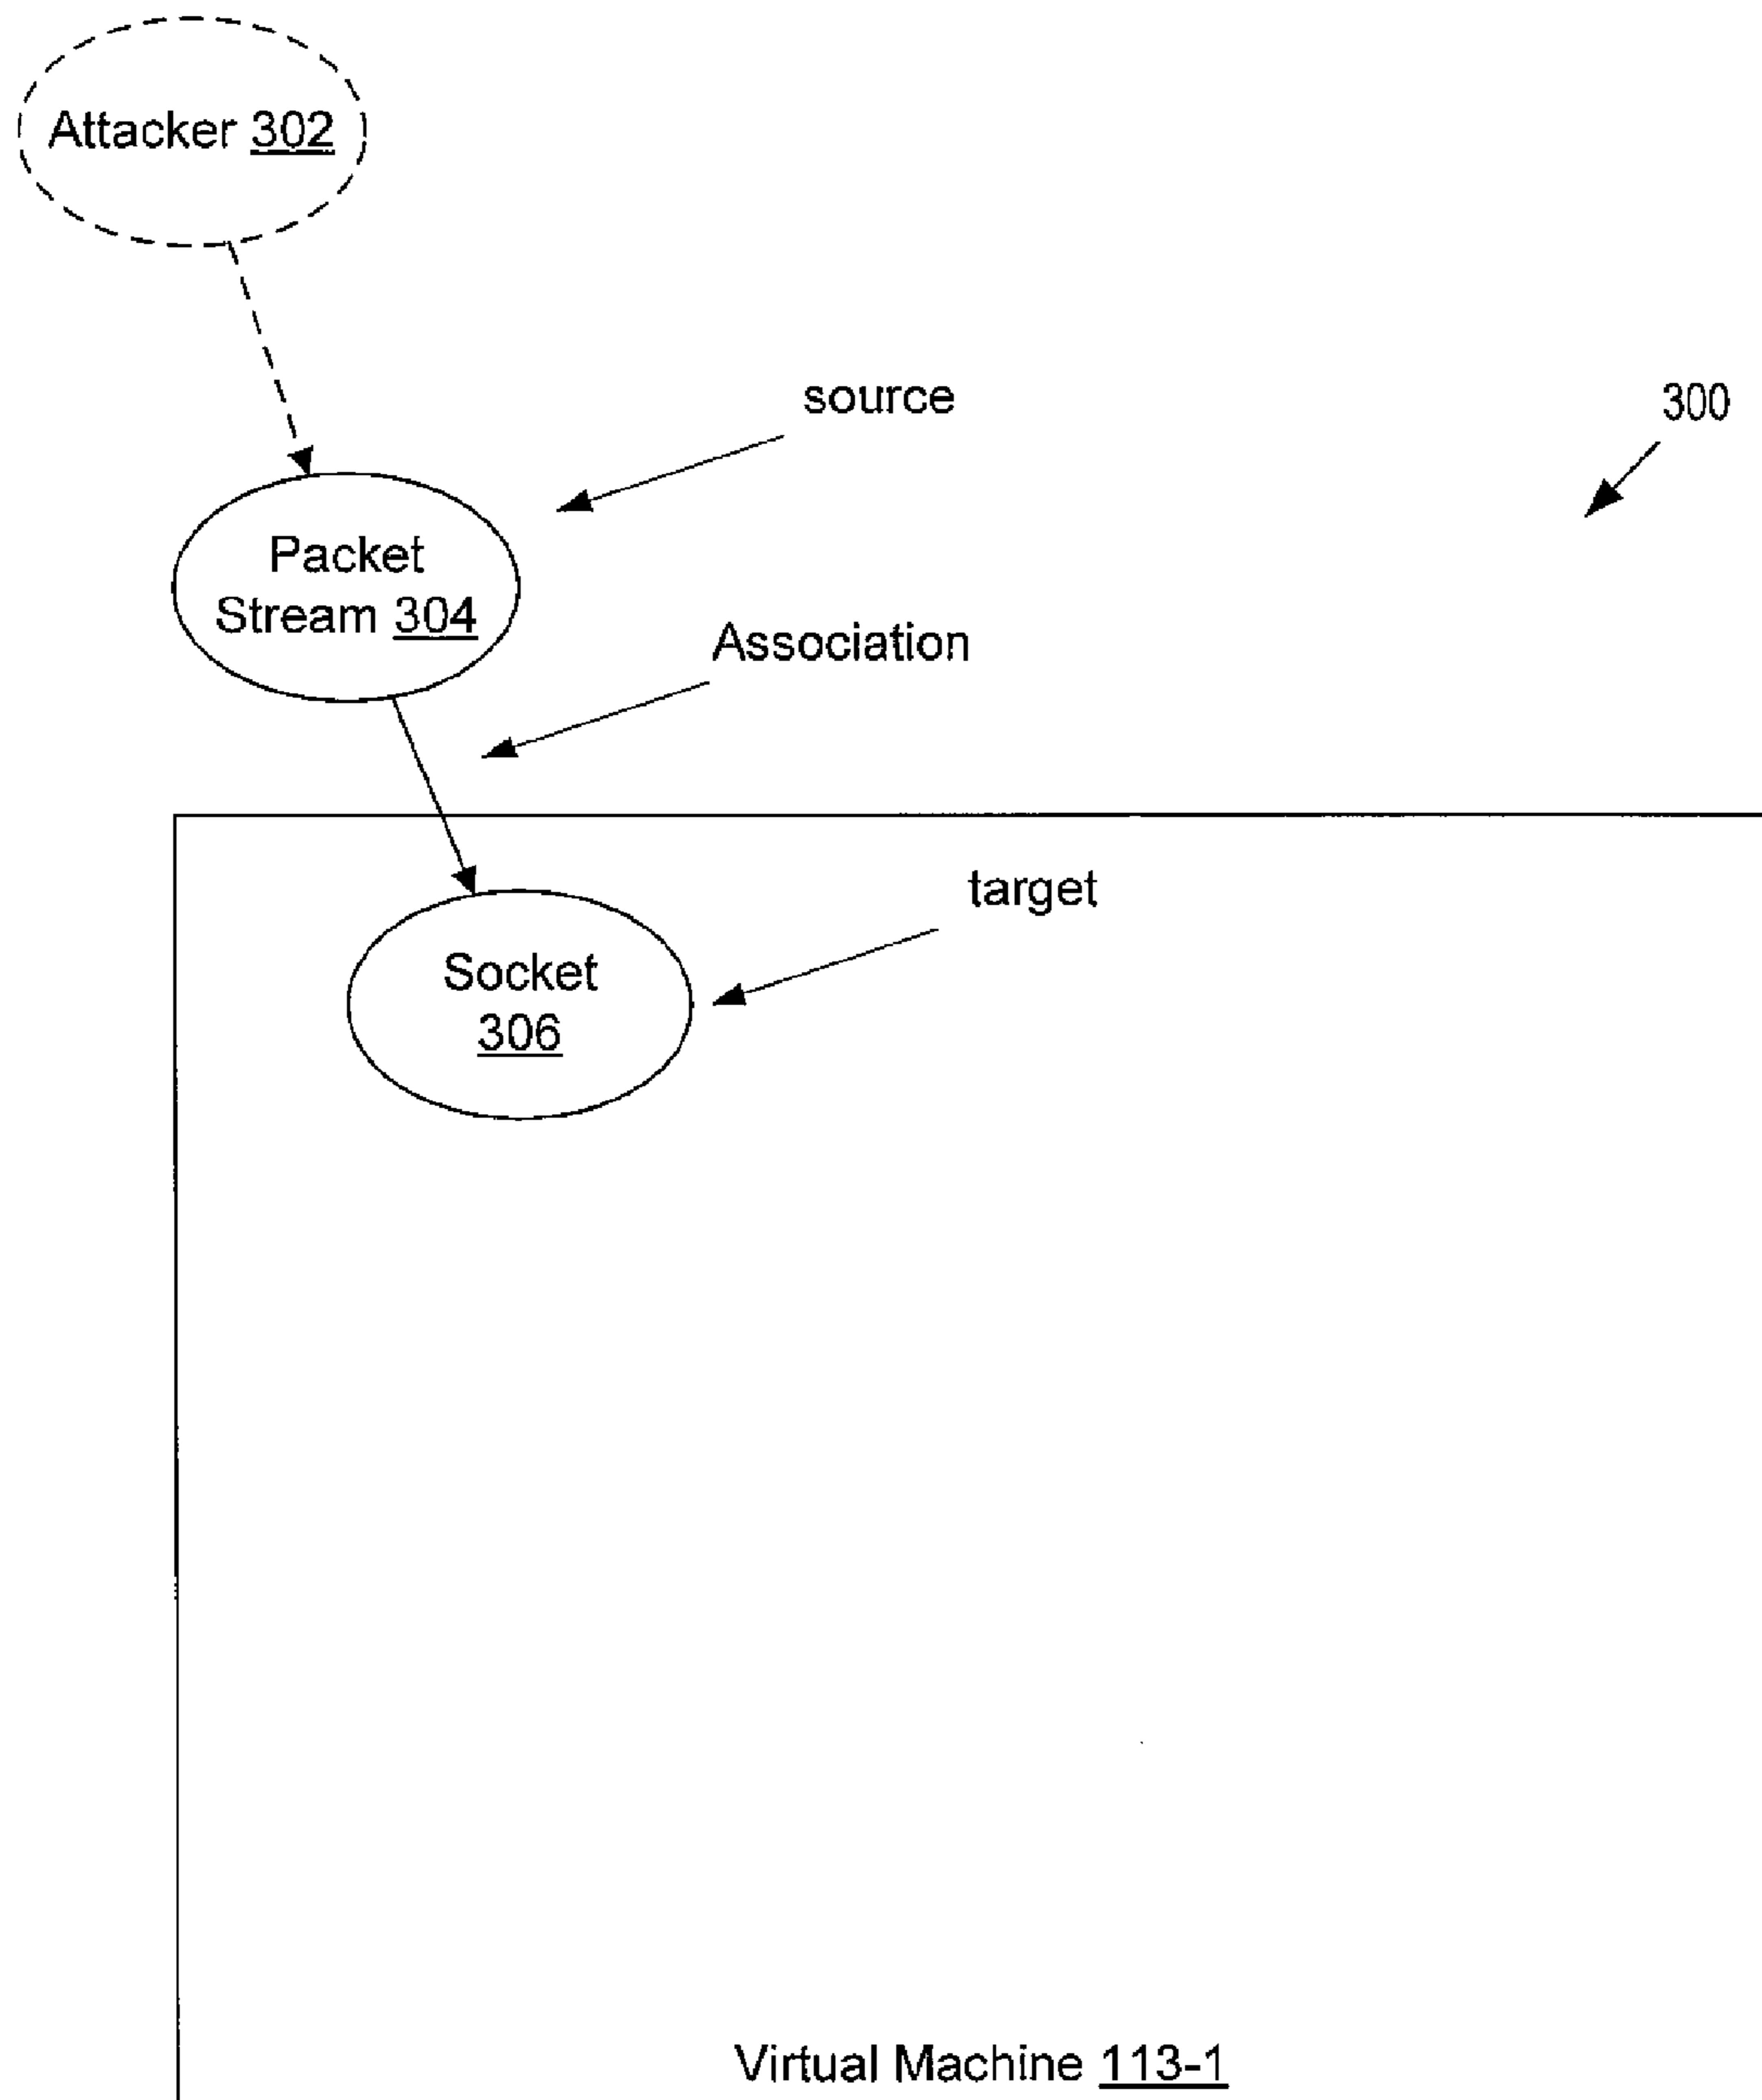 Attacker 302
source
300
Packet
Stream 304
Association
target
Socket
306
Virtual Machine 113-1